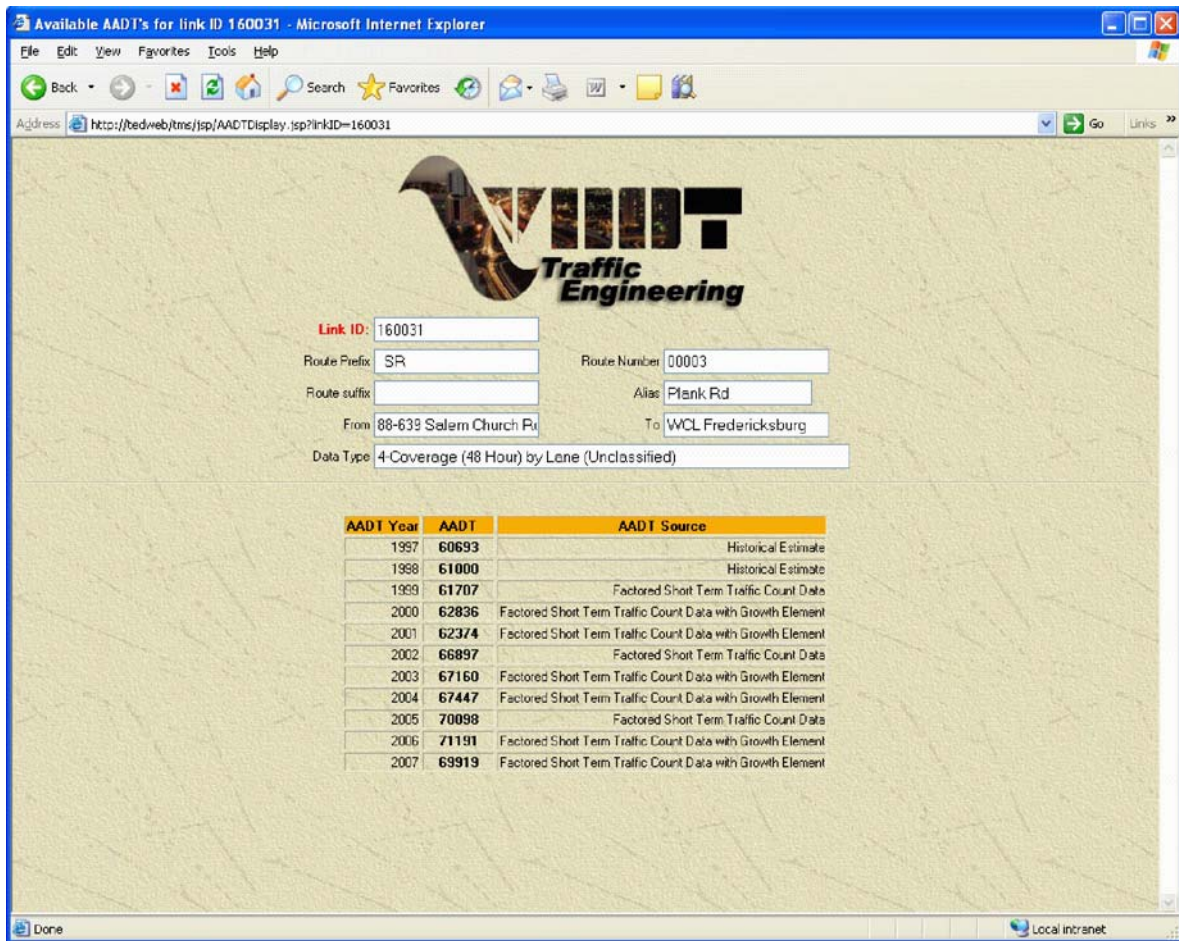 Available AADT's for link ID 160031 - Microsoft Internet Explorer
File Edit View Favorites Tools Help
Back Search Favorites
Address http://tedweb/tms/jsp/AADTDisplay.jsp?linkID=160031 Go Links »
VDOT
Traffic
Engineering
Link ID: 160031
Route Prefix SR Route Number 00003
Route suffix Alias Plank Rd
From 88-639 Salem Church To WCL Fredericksburg
Data Type 4-Coverage (48 Hour) by Lane (Unclassified)
AADT Year AADT AADT Source
1997 60693 Historical Estimate
1998 61000 Historical Estimate
1999 61707 Factored Short Term Traffic Count Data
2000 62836 Factored Short Term Traffic Count Data with Growth Element
2001 62374 Factored Short Term Traffic Count Data with Growth Element
2002 66897 Factored Short Term Traffic Count Data
2003 67160 Factored Short Term Traffic Count Data with Growth Element
2004 67447 Factored Short Term Traffic Count Data with Growth Element
2005 70098 Factored Short Term Traffic Count Data
2006 71191 Factored Short Term Traffic Count Data with Growth Element
2007 69919 Factored Short Term Traffic Count Data with Growth Element
Done Local intranet